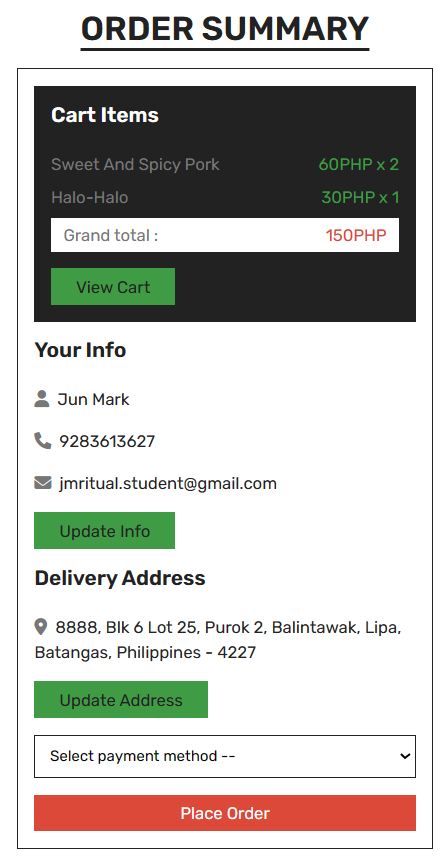 ORDER SUMMARY
Cart Items
Sweet And Spicy Pork 60PHP x 2
Halo-Halo 30PHP x 1
Grand total : 150PHP
View Cart
Your Info
Jun Mark
9283613627
jmritual.student@gmail.com
Update Info
Delivery Address
8888, Blk 6 Lot 25, Purok 2, Balintawak, Lipa,
Batangas, Philippines - 4227
Update Address
Select payment method --
Place Order